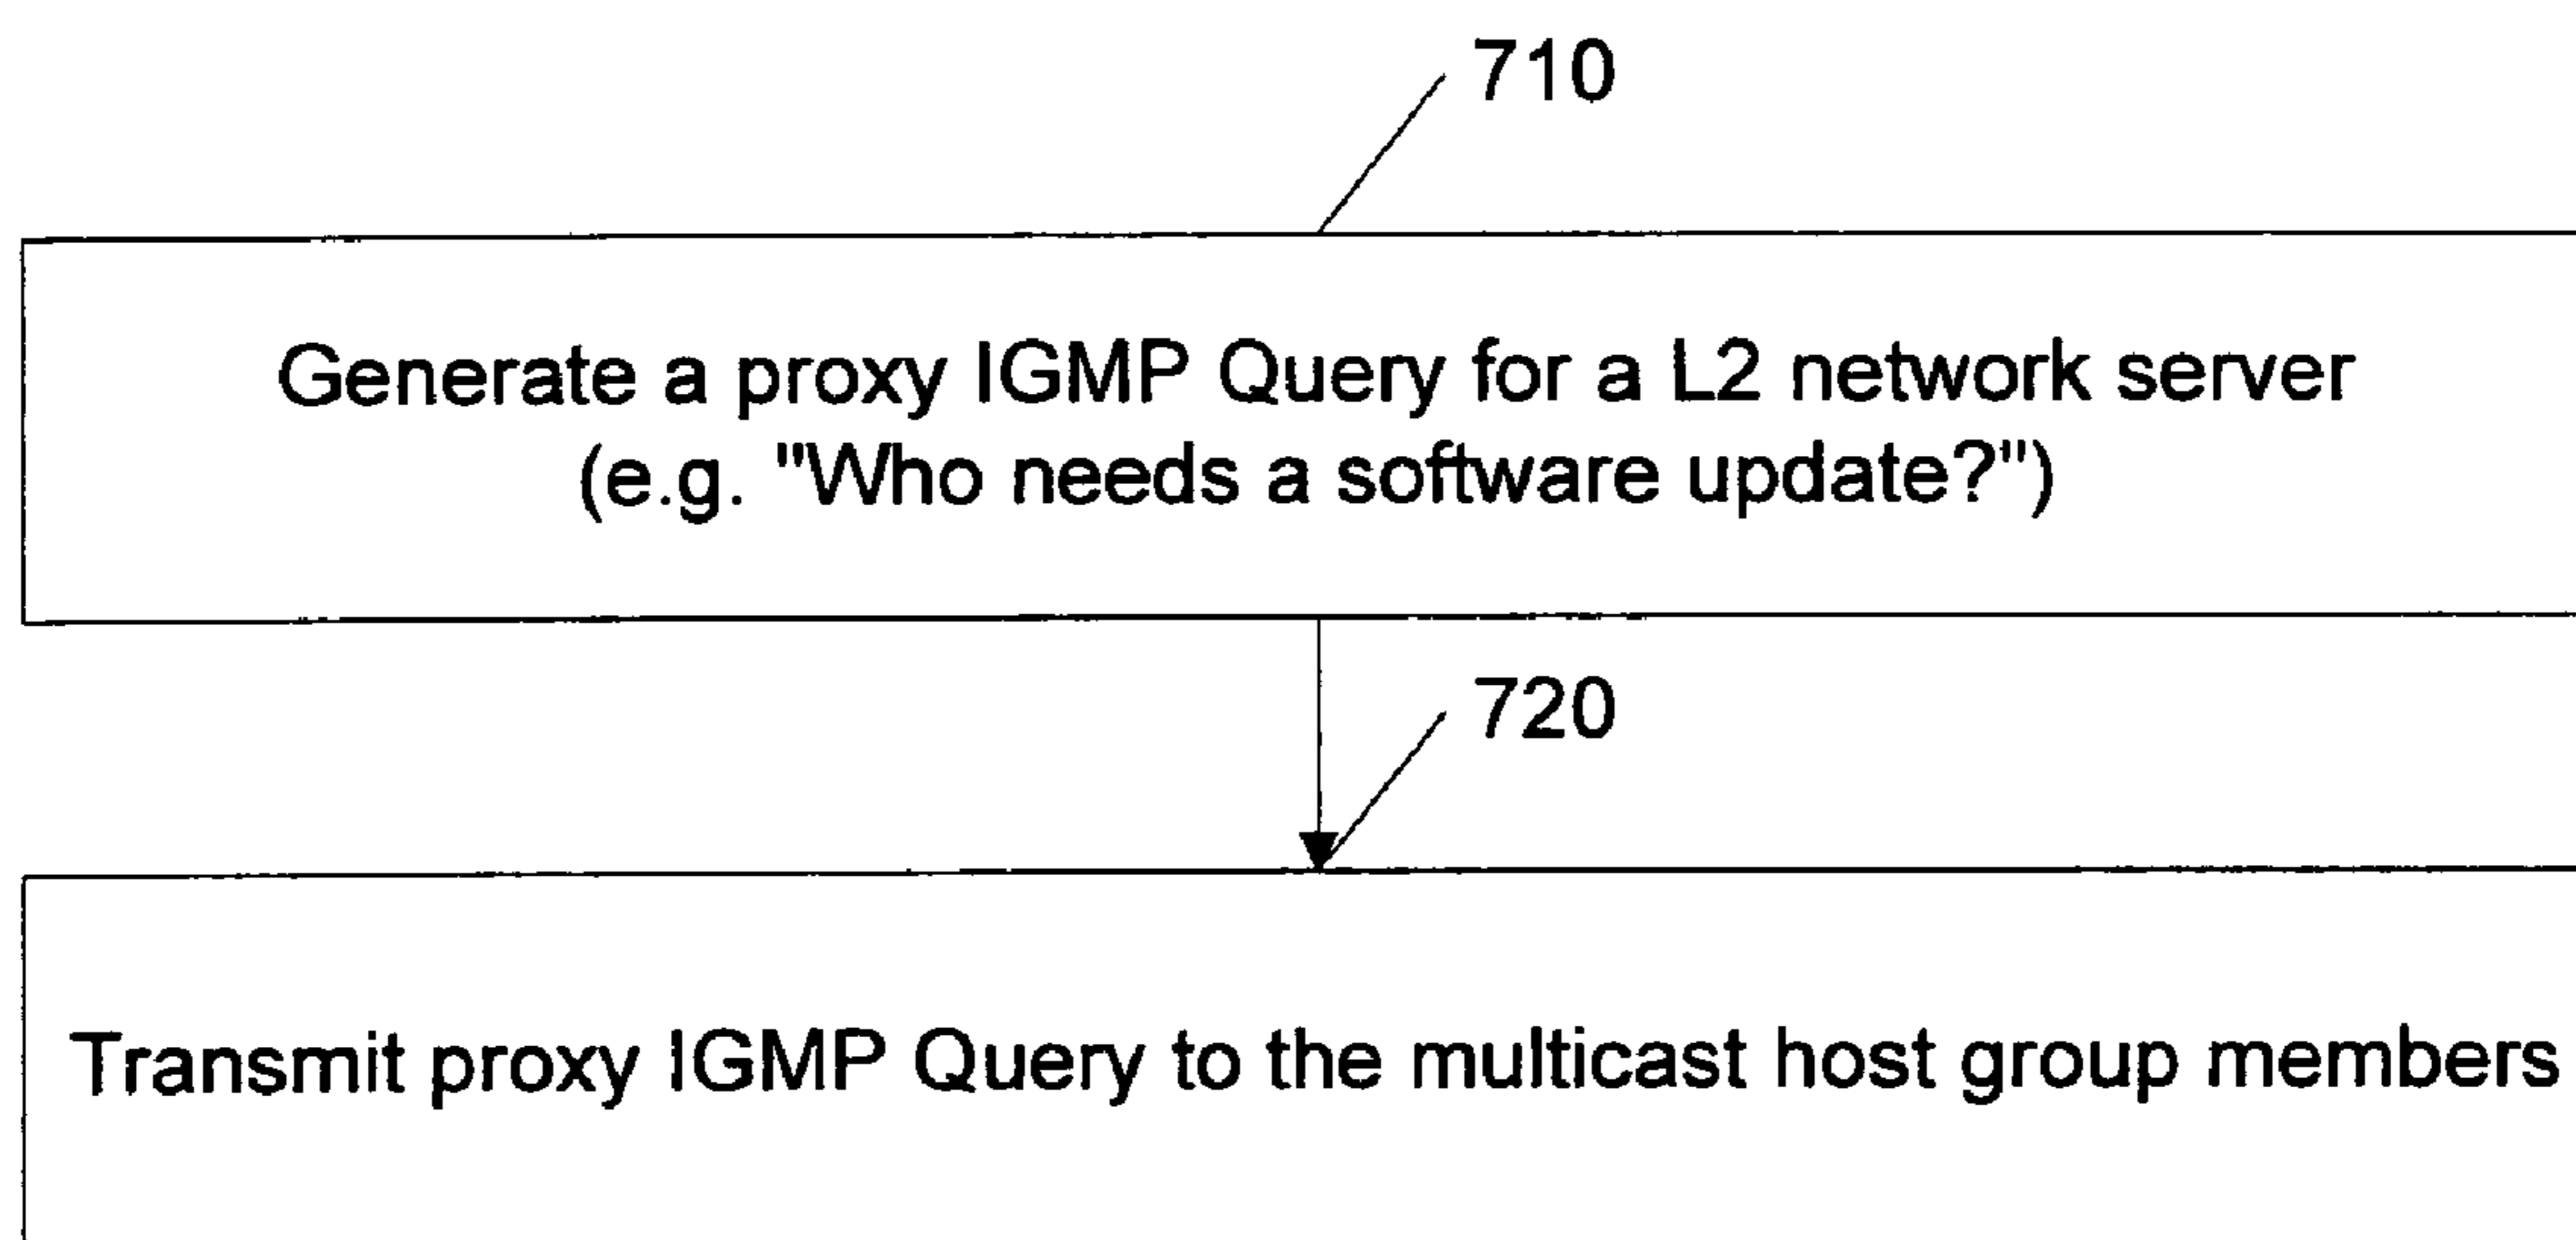 710
Generate a proxy IGMP Query for a L2 network server
(e.g. "Who needs a software update?")
720
Transmit proxy IGMP Query to the multicast host group members